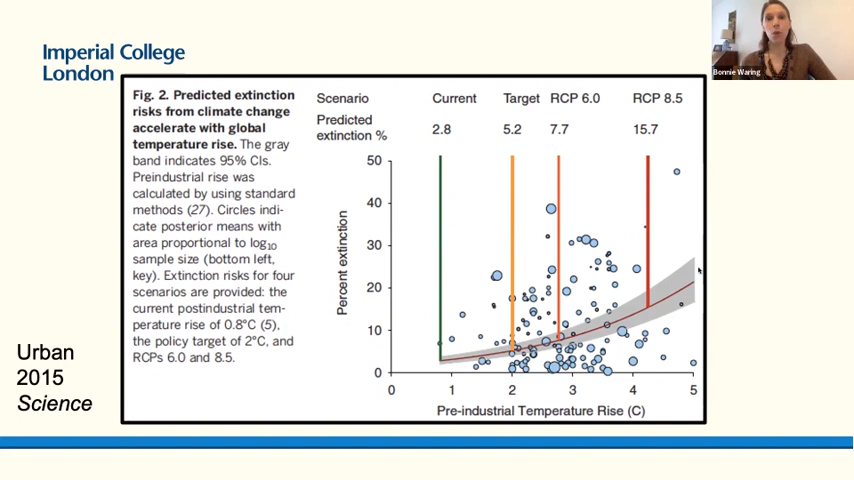 Imperial College
London
Bonnie Waring
Fig. 2. Predicted extinction
risks from climate change
accelerate with global
temperature rise. The gray
band indicates 95% CIs.
Preindustrial rise was
calculated by using standard
methods (27). Circles indi-
cate posterior means with
area proportional to log10
sample size (bottom left,
key). Extinction risks for four
scenarios are provided: the
current postindustrial tem-
perature rise of 0.8°C (5),
the policy target of 2°C, and
RCPs 6.0 and 8.5.
Scenario Current Target RCP 6.0 RCP 8.5
Predicted
extinction % 2.8 5.2 7.7 15.7
Percent extinction
50
40
30
20
10
0
0 1 2 3 4 5
Pre-industrial Temperature Rise (C)
Urban
2015
Science